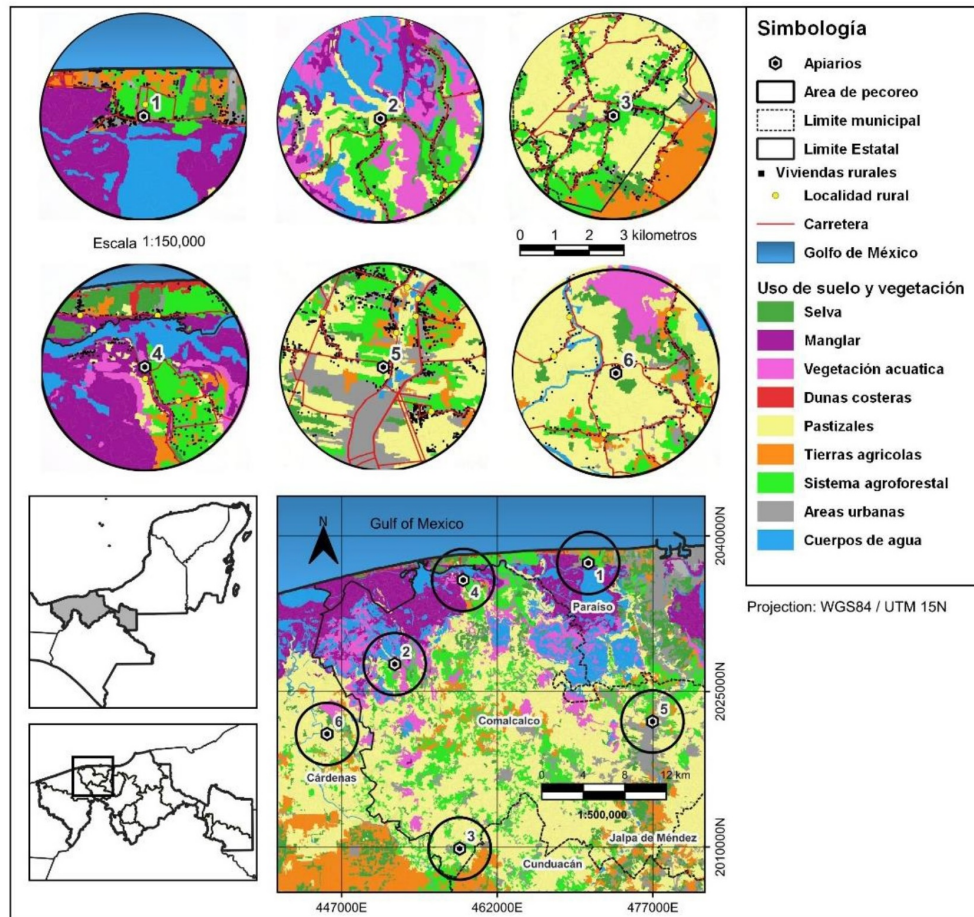 1
2
3
Escala 1:150,000
0 1 2 3 kilometros
4
5
6
Simbología
Apiarios
Area de pecoreo
Limite municipal
Limite Estatal
Viviendas rurales
Localidad rural
Carretera
Golfo de México
Uso de suelo y vegetación
Selva
Manglar
Vegetación acuatica
Dunas costeras
Pastizales
Tierras agricolas
Sistema agroforestal
Areas urbanas
Cuerpos de agua
Projection: WGS84 / UTM 15N
N
Gulf of Mexico
1
4
Paraíso
2
6
Comalcalco
5
Cárdenas
0 4 8 12 km
1:500,000
3
Jalpa de Méndez
Cunduacán
2040000N
2025000N
2010000N
447000E
462000E
477000E